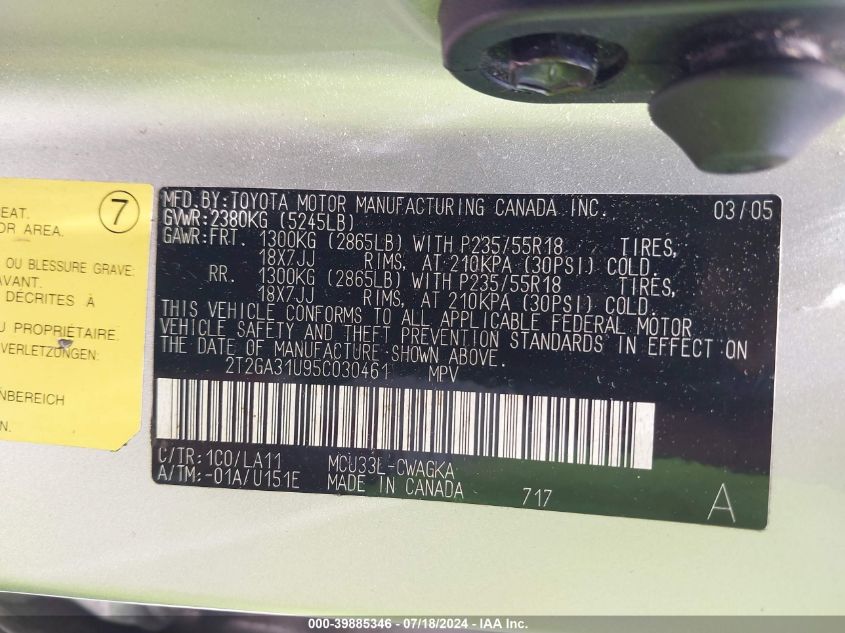 7
EAT.
OR AREA.
OU BLESSURE GRAVE:
AVANT.
DÉCRITES À
U PROPRIÉTAIRE.
VERLETZUNGEN:
NBEREICH
N.
MFD. BY: TOYOTA MOTOR MANUFACTURING CANADA INC. 03/05
GVWR: 2380KG (5245LB)
GAWR: FRT. 1300KG (2865LB) WITH P235/55R18 TIRES,
18X7JJ RIMS, AT 210KPA (30PSI) COLD.
RR. 1300KG (2865LB) WITH P235/55R18 TIRES,
18X7JJ RIMS, AT 210KPA (30PSI) COLD.
THIS VEHICLE CONFORMS TO ALL APPLICABLE FEDERAL MOTOR
VEHICLE SAFETY AND THEFT PREVENTION STANDARDS IN EFFECT ON
THE DATE OF MANUFACTURE SHOWN ABOVE.
2T2GA31U95C030461 MPV
C/TR: 1C0/LA11 MCU33L-CWAGKA
A/TM: -01A/U151E MADE IN CANADA 717 A
000-39885346 - 07/18/2024 - IAA Inc.